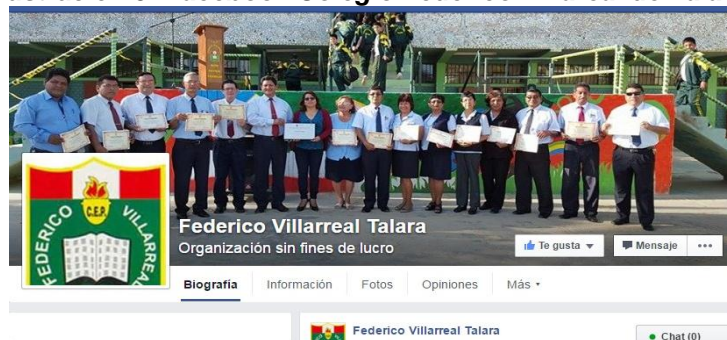 Federico Villarreal Talara
Organización sin fines de lucro
Te gusta
Mensaje
FEDERICO VILLARREAL
C.E.P.
Biografía Información Fotos Opiniones Más
Federico Villarreal Talara
Chat (0)